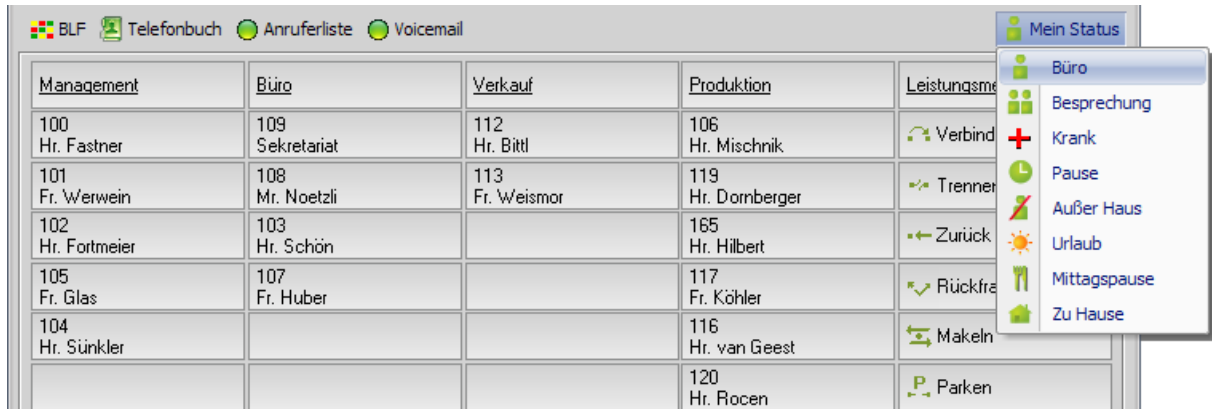 BLF Telefonbuch Anruferliste Voicemail Mein Status
Management Büro Verkauf Produktion
100 109 112 106
Hr. Fastner Sekretariat Hr. Bittl Hr. Mischnik
101 108 113 119
Fr. Werwein Mr. Noetzli Fr. Weismor Hr. Dornberger
102 103 165
Hr. Fortmeier Hr. Schön Hr. Hilbert Zurück
105 107 117
Fr. Glas Fr. Huber Fr. Köhler
104 116
Hr. Sünkler Hr. van Geest Makeln
120
Hr. Rocen Parken
Büro
Besprechung
Krank
Pause
Außer Haus
Urlaub
Mittagspause
Zu Hause